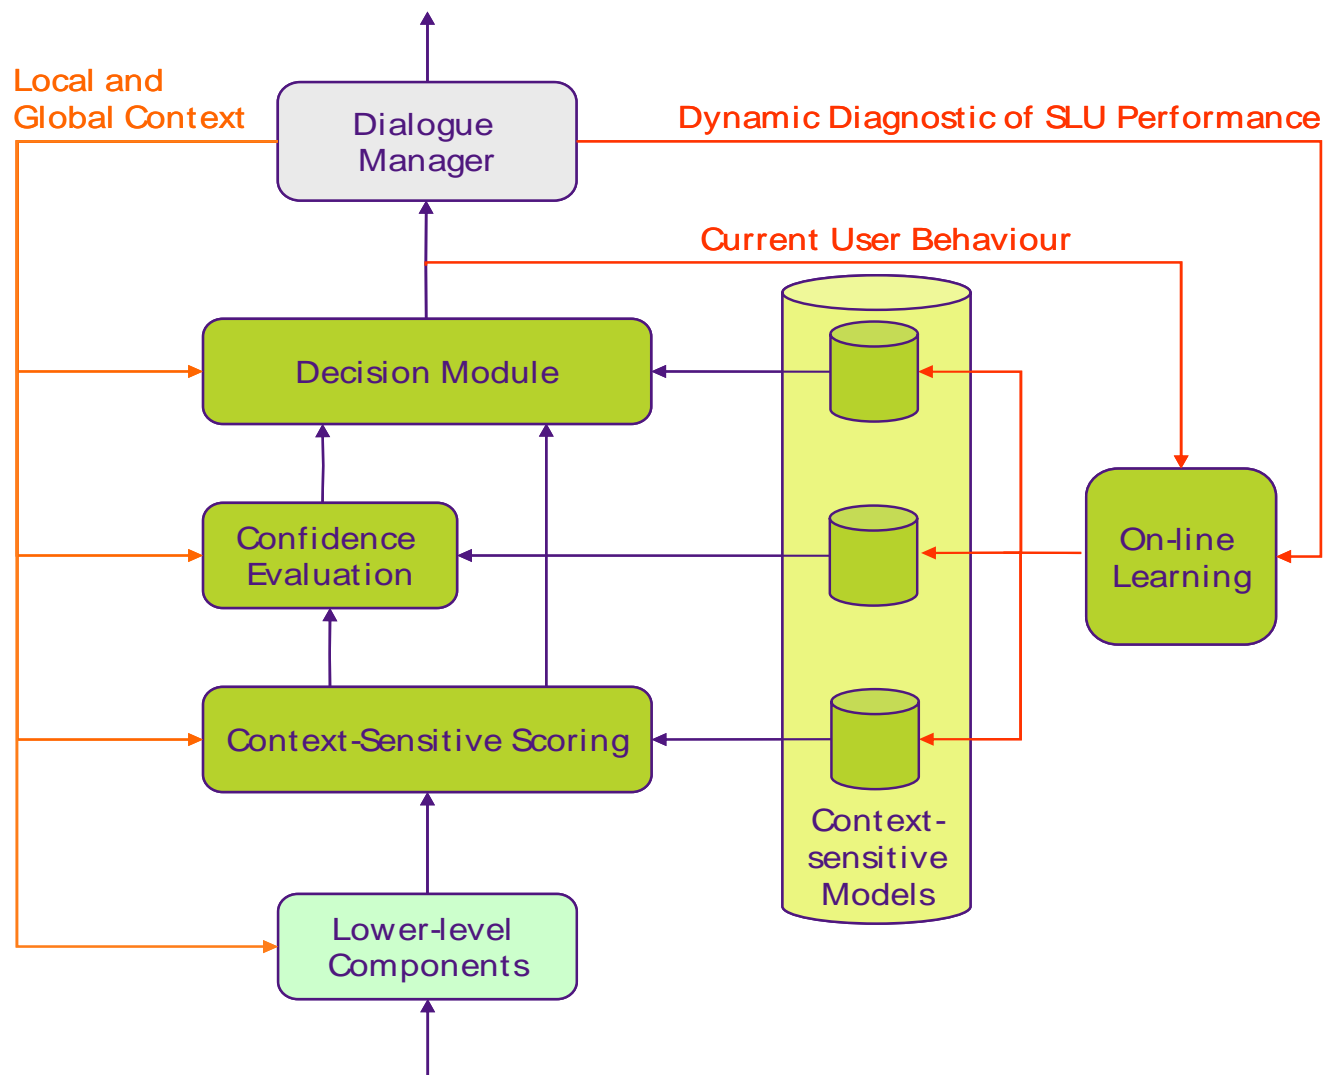 Local and
Global Context
Dialogue
Manager
Dynamic Diagnostic of SLU Performance
Current User Behaviour
Decision Module
Confidence
Evaluation
On-line
Learning
Context-Sensitive Scoring
Context-
sensitive
Models
Lower-level
Components